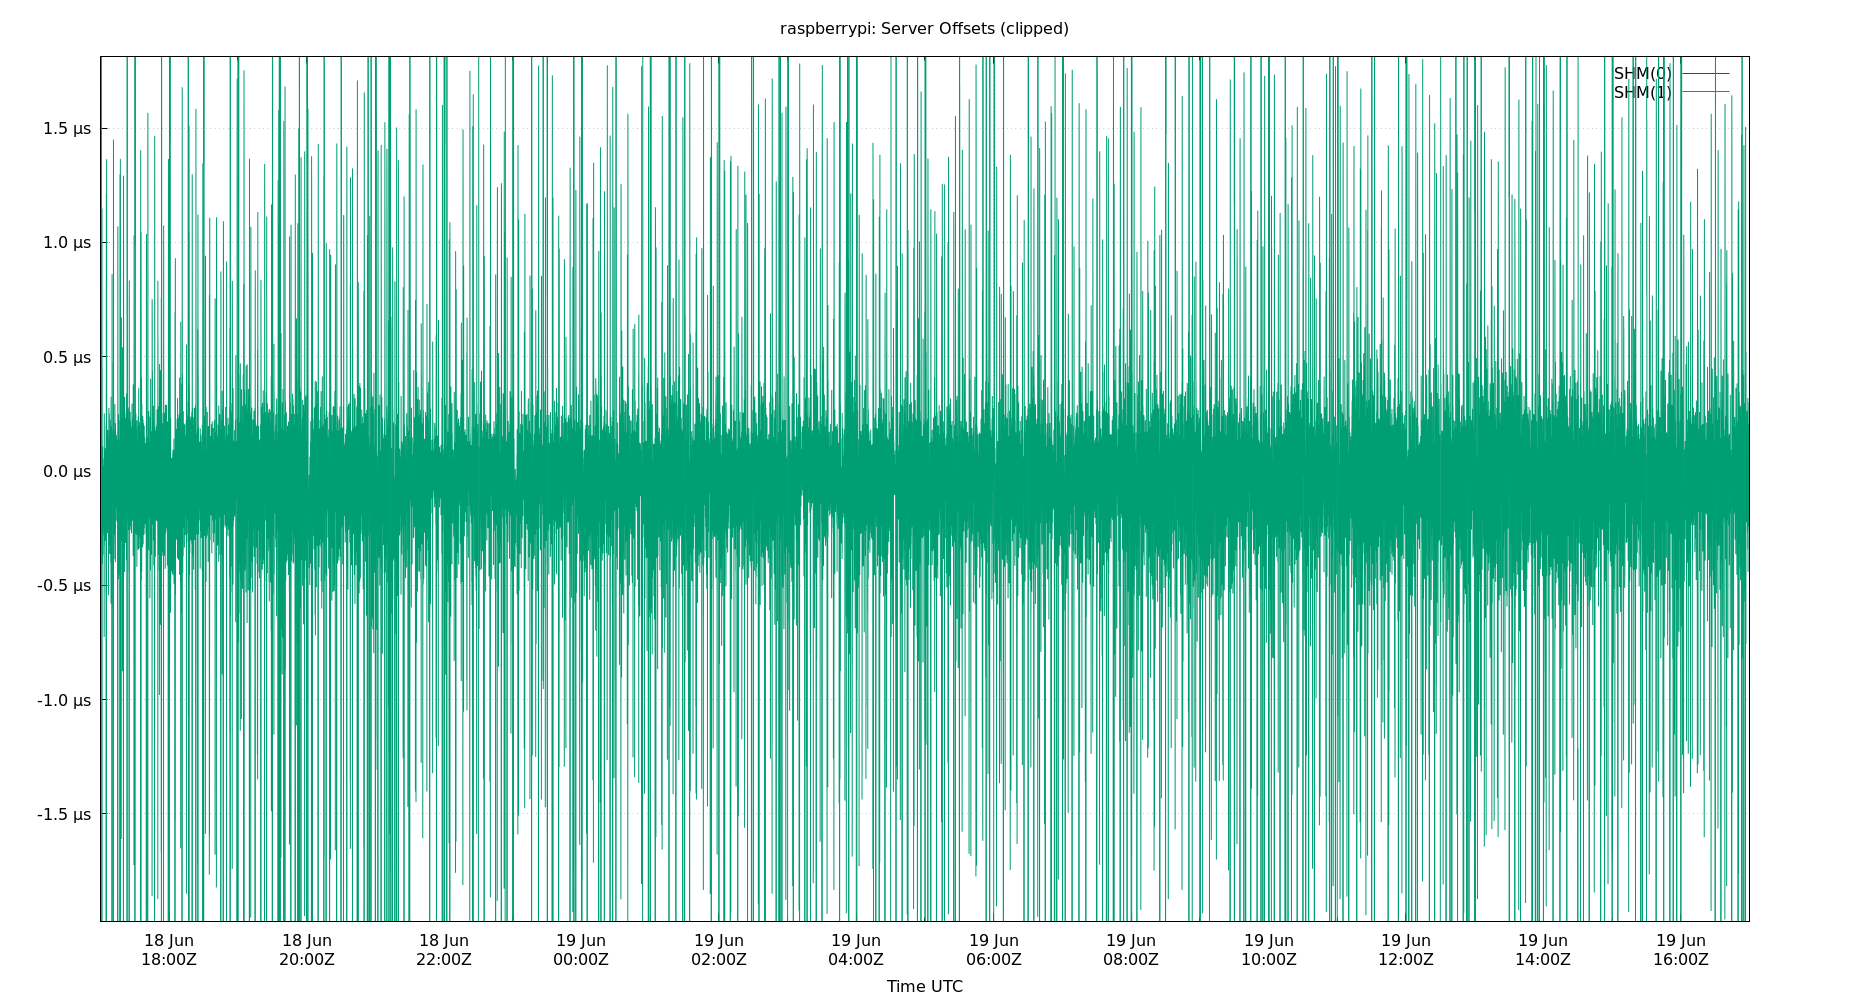 raspberrypi: Server Offsets (clipped)
SHM(0)
SHM(1)
1.5 µs
1.0 µs
0.5 µs
0.0 µs
-0.5 µs
-1.0 µs
-1.5 µs
18 Jun 18 Jun 18 Jun 19 Jun 19 Jun 19 Jun 19 Jun 19 Jun 19 Jun 19 Jun 19 Jun 19 Jun
18:00Z 20:00Z 22:00Z 00:00Z 02:00Z 04:00Z 06:00Z 08:00Z 10:00Z 12:00Z 14:00Z 16:00Z
Time UTC